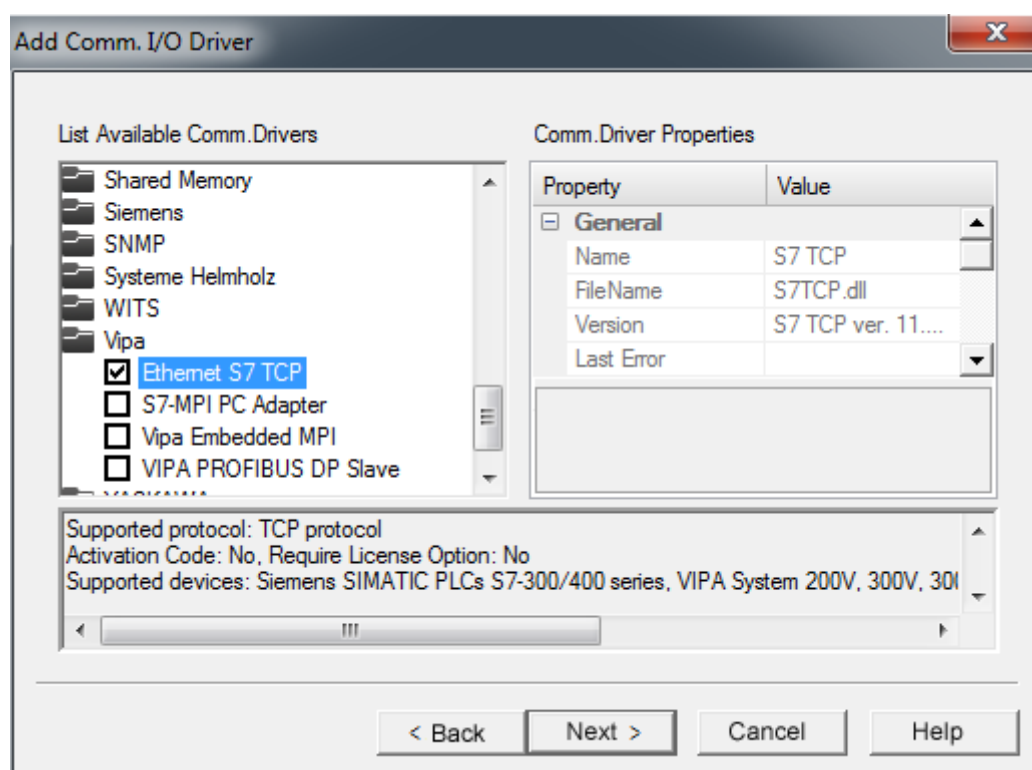 Add Comm. I/O Driver
List Available Comm.Drivers
Shared Memory
Siemens
SNMP
Systeme Helmholz
WITS
Vipa
Ethernet S7 TCP
S7-MPI PC Adapter
Vipa Embedded MPI
VIPA PROFIBUS DP Slave
Comm.Driver Properties
Property Value
General
Name S7 TCP
FileName S7TCP.dll
Version S7 TCP ver. 11....
Last Error
Supported protocol: TCP protocol
Activation Code: No, Require License Option: No
Supported devices: Siemens SIMATIC PLCs S7-300/400 series, VIPA System 200V, 300V,
< Back Next > Cancel Help